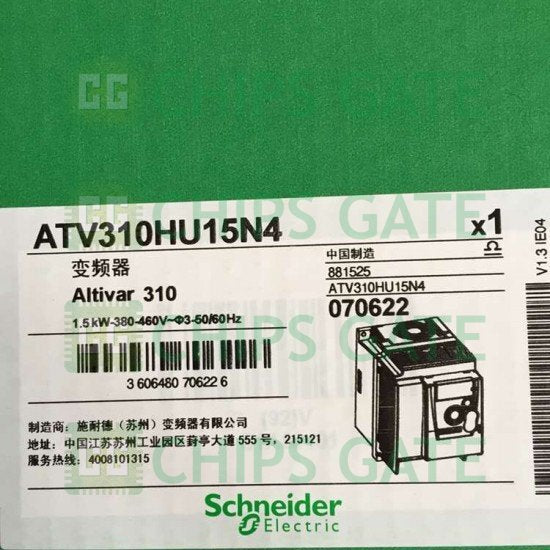 CG CHIPS GATE
ATV310HU15N4
x1
变频器
Altivar 310
1.5 kW-380-460V~Φ3-50/60Hz
3 606480 706226
中国制造
881525
ATV310HU15N4
070622
V1.3 IE04
制造商：施耐德（苏州）变频器有限公司
地址：中国江苏苏州工业园区葑亭大道 555 号，215121
服务热线：4008101315
CHIPS GATE
CHIPS GATE
CHIPS GATE
Schneider
Electric